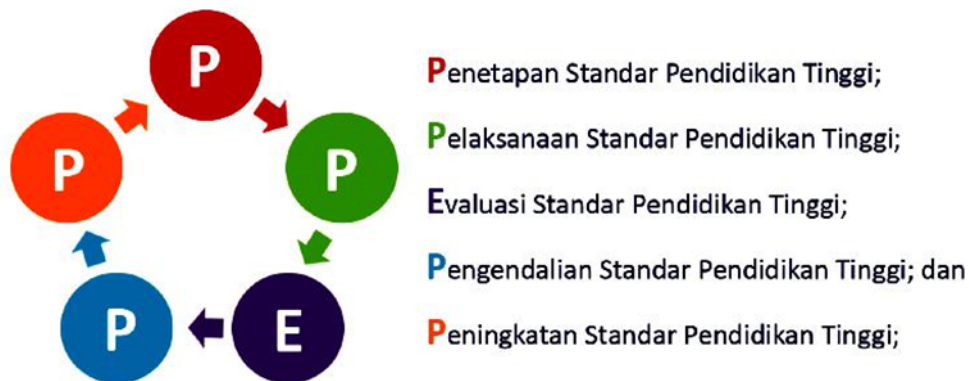 P
P
P
P
E
Penetapan Standar Pendidikan Tinggi;
Pelaksanaan Standar Pendidikan Tinggi;
Evaluasi Standar Pendidikan Tinggi;
Pengendalian Standar Pendidikan Tinggi; dan
Peningkatan Standar Pendidikan Tinggi;